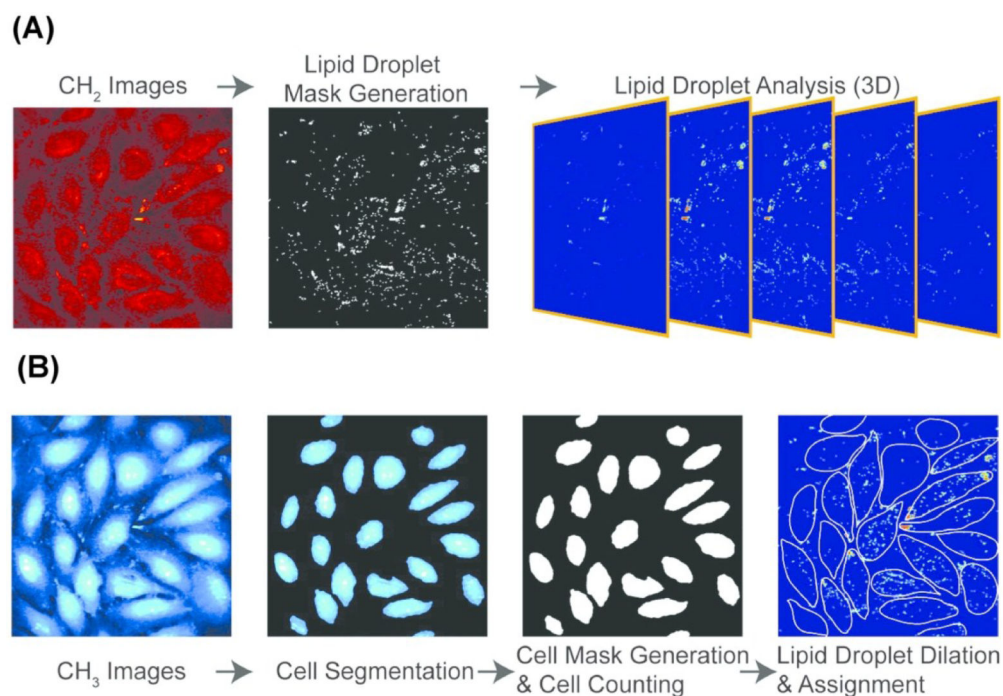 (A)
CH₂ Images
Lipid Droplet
Mask Generation
Lipid Droplet Analysis (3D)
(B)
CH₃ Images
Cell Segmentation
Cell Mask Generation
& Cell Counting
Lipid Droplet Dilation
& Assignment